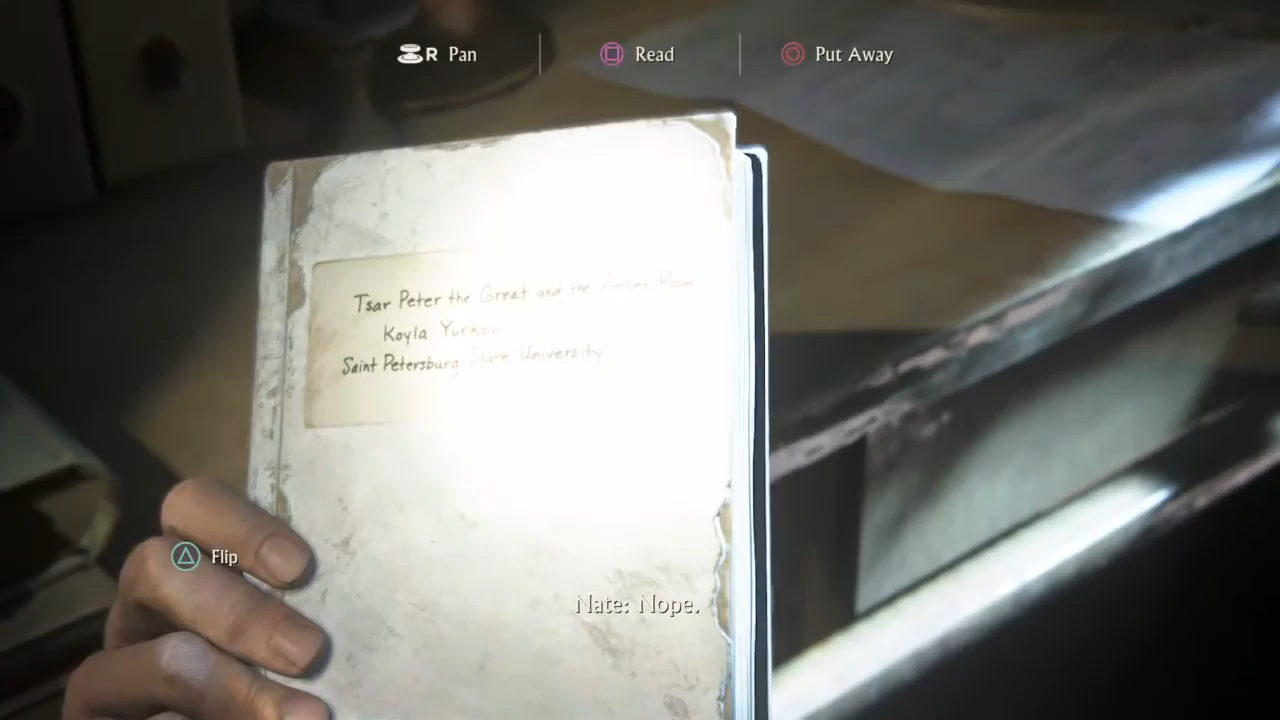 R Pan
Read
Put Away
Tsar Peter the Great and the Amber Room
Koyla Yurkov
Saint Petersburg State University
Flip
Nate: Nope.